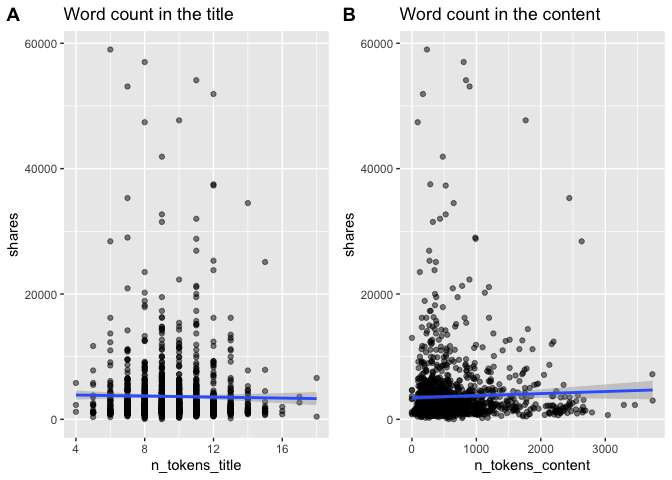 A
Word count in the title
60000
40000
20000
0
shares
4
8
12
16
n_tokens_title
B
Word count in the content
60000
40000
20000
0
shares
0
1000
2000
3000
n_tokens_content